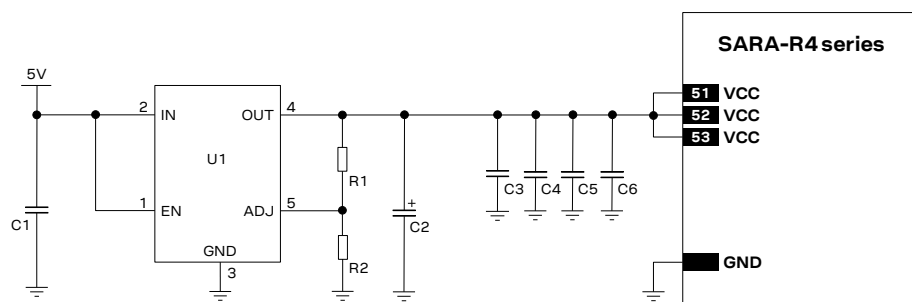 SARA-R4 series
5V
51 VCC
52 VCC
53 VCC
2 IN OUT 4
U1
R1
C3 C4 C5 C6
1 EN ADJ 5
C1
C2
GND
3
R2
GND
+